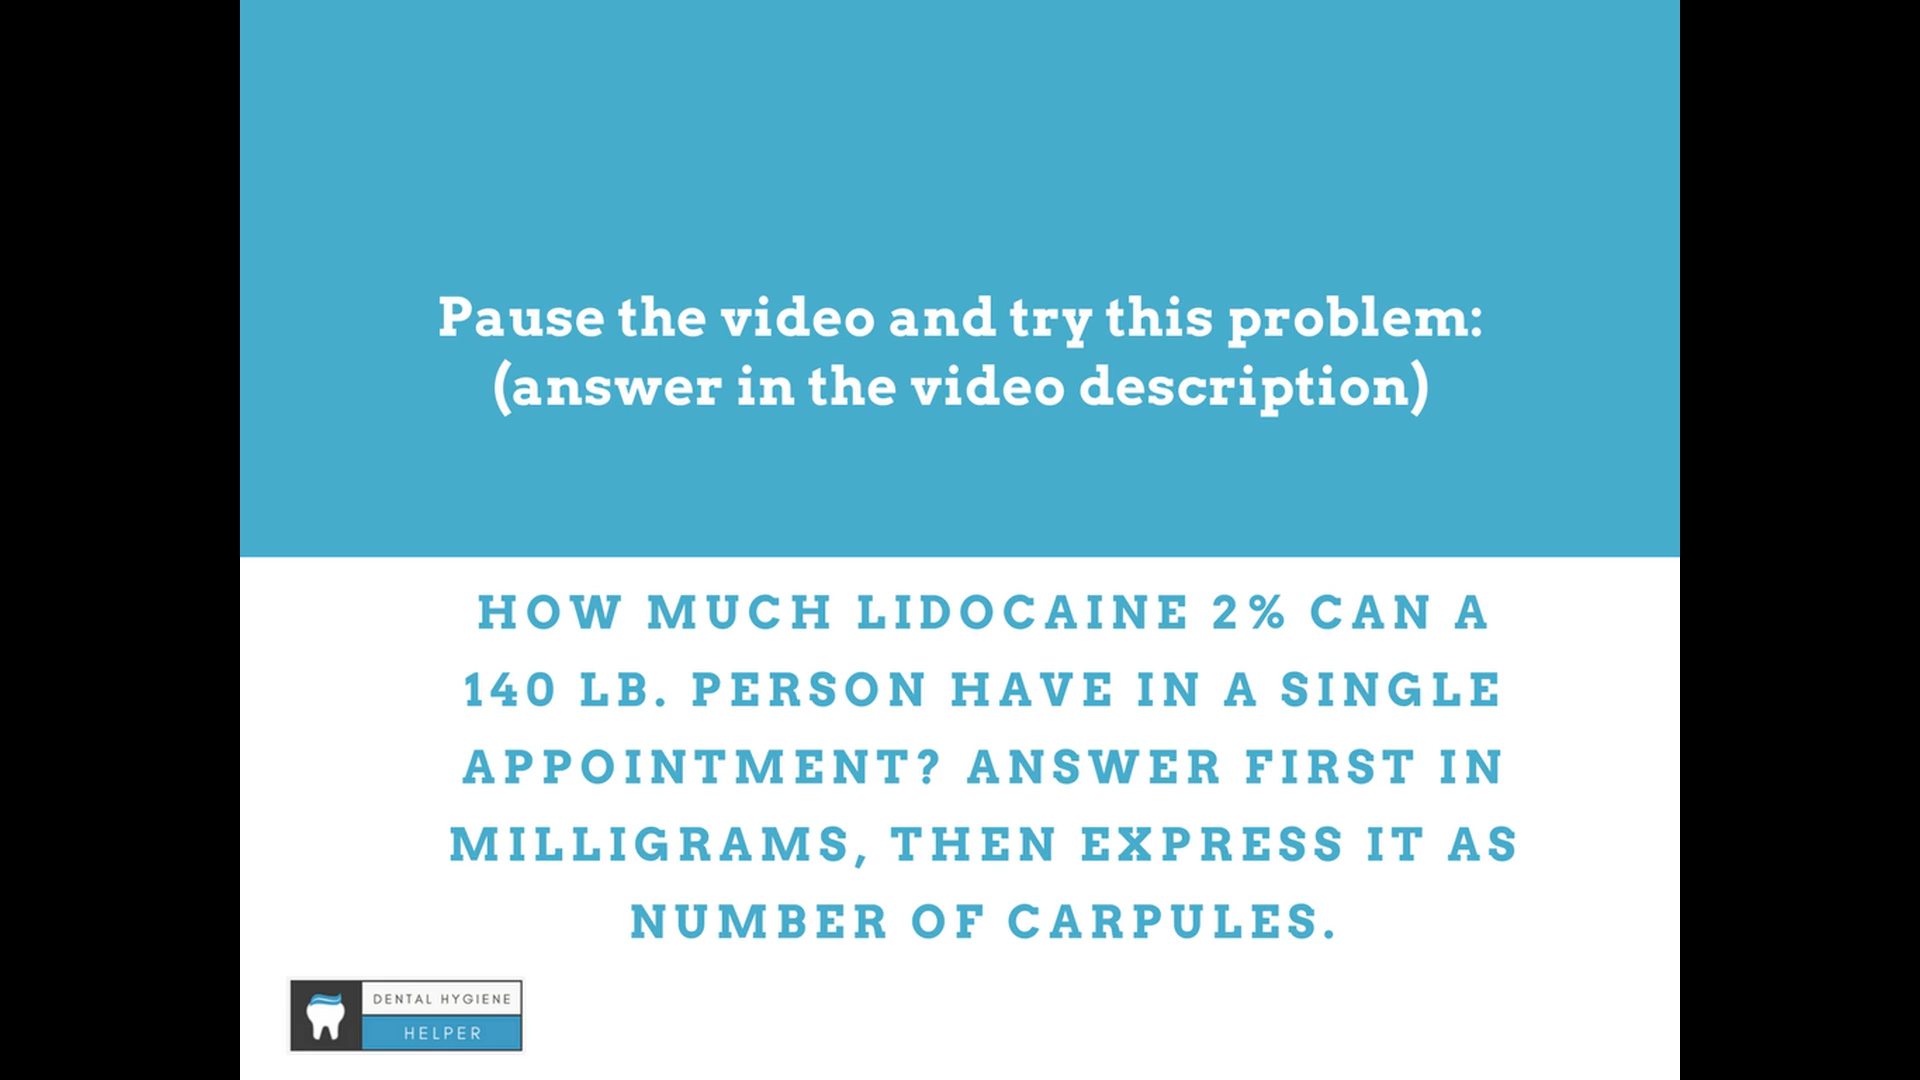 Pause the video and try this problem:
(answer in the video description)
HOW MUCH LIDOCAINE 2% CAN A
140 LB. PERSON HAVE IN A SINGLE
APPOINTMENT? ANSWER FIRST IN
MILLIGRAMS, THEN EXPRESS IT AS
NUMBER OF CARPULES.
DENTAL HYGIENE
HELPER